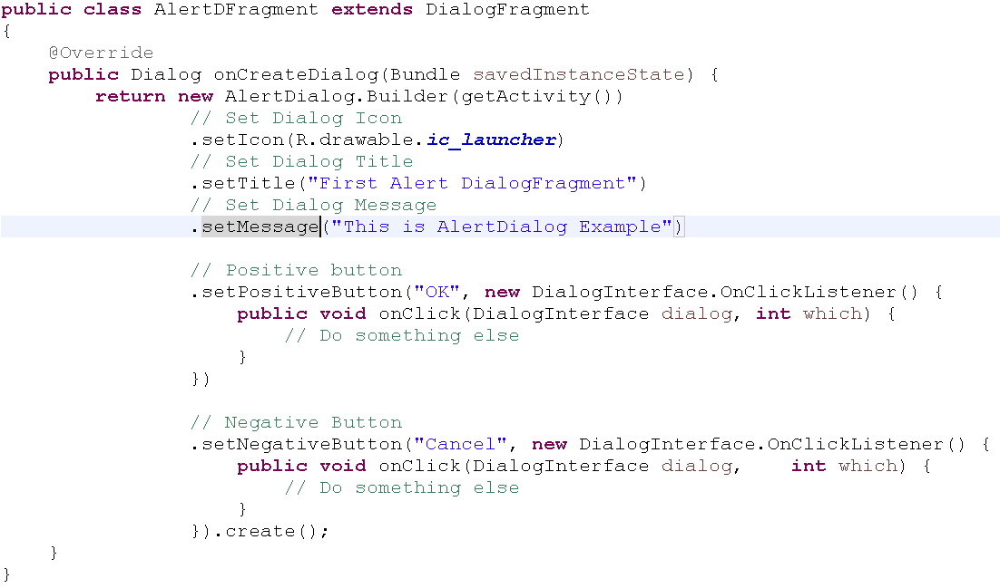 public class AlertDFragment extends DialogFragment
{
    @Override
    public Dialog onCreateDialog(Bundle savedInstanceState) {
        return new AlertDialog.Builder(getActivity())
                // Set Dialog Icon
                .setIcon(R.drawable.ic_launcher)
                // Set Dialog Title
                .setTitle("First Alert DialogFragment")
                // Set Dialog Message
                .setMessage("This is AlertDialog Example")

                // Positive button
                .setPositiveButton("OK", new DialogInterface.OnClickListener() {
                    public void onClick(DialogInterface dialog, int which) {
                        // Do something else
                    }
                })

                // Negative Button
                .setNegativeButton("Cancel", new DialogInterface.OnClickListener() {
                    public void onClick(DialogInterface dialog,    int which) {
                        // Do something else
                    }
                }).create();
    }
}